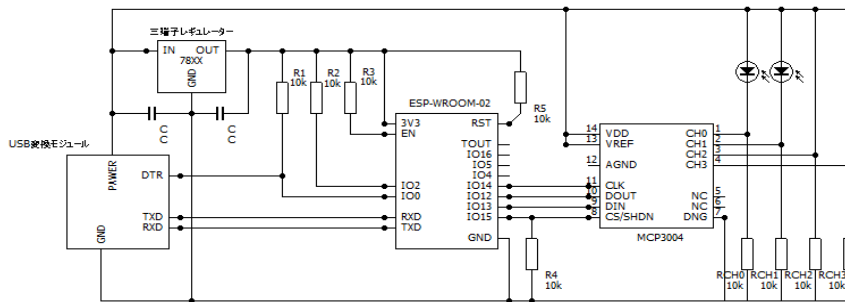 三端子レギュレーター
IN OUT
78XX
GND
R1
10k
R2
10k
R3
10k
C
C
C
C
USB変換モジュール
PAWER
DTR
TXD
RXD
GND
ESP-WROOM-02
3V3
EN
IO2
IO0
RXD
TXD
RST
TOUT
IO16
IO5
IO4
IO14
IO12
IO13
IO15
GND
R5
10k
R4
10k
14 VDD
13 VREF
12 AGND
11 CLK
10 DOUT
9 DIN
8 CS/SHDN
CH0 1
CH1 2
CH2 3
CH3 4
NC 5
NC 6
DNG 7
MCP3004
RCH0
10k
RCH1
10k
RCH2
10k
RCH3
10k